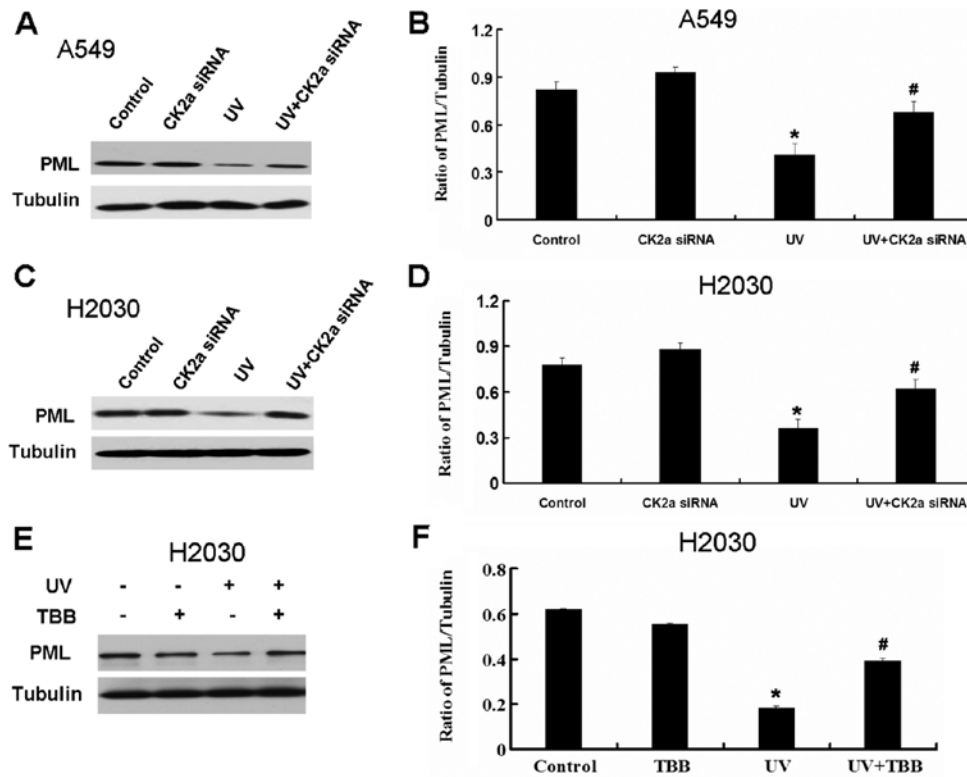 A
A549
Control
CK2a siRNA
UV
UV+CK2a siRNA
PML
Tubulin
B
A549
Ratio of PML/Tubulin
1.2
0.9
0.6
0.3
0
*
#
Control
CK2a siRNA
UV
UV+CK2a siRNA
C
H2030
Control
CK2a siRNA
UV
UV+CK2a siRNA
PML
Tubulin
D
H2030
Ratio of PML/Tubulin
1.2
0.9
0.6
0.3
0
*
#
Control
CK2a siRNA
UV
UV+CK2a siRNA
E
H2030
UV - - + +
TBB - + - +
PML
Tubulin
F
H2030
Ratio of PML/Tubulin
0.8
0.6
0.4
0.2
0
*
#
Control
TBB
UV
UV+TBB